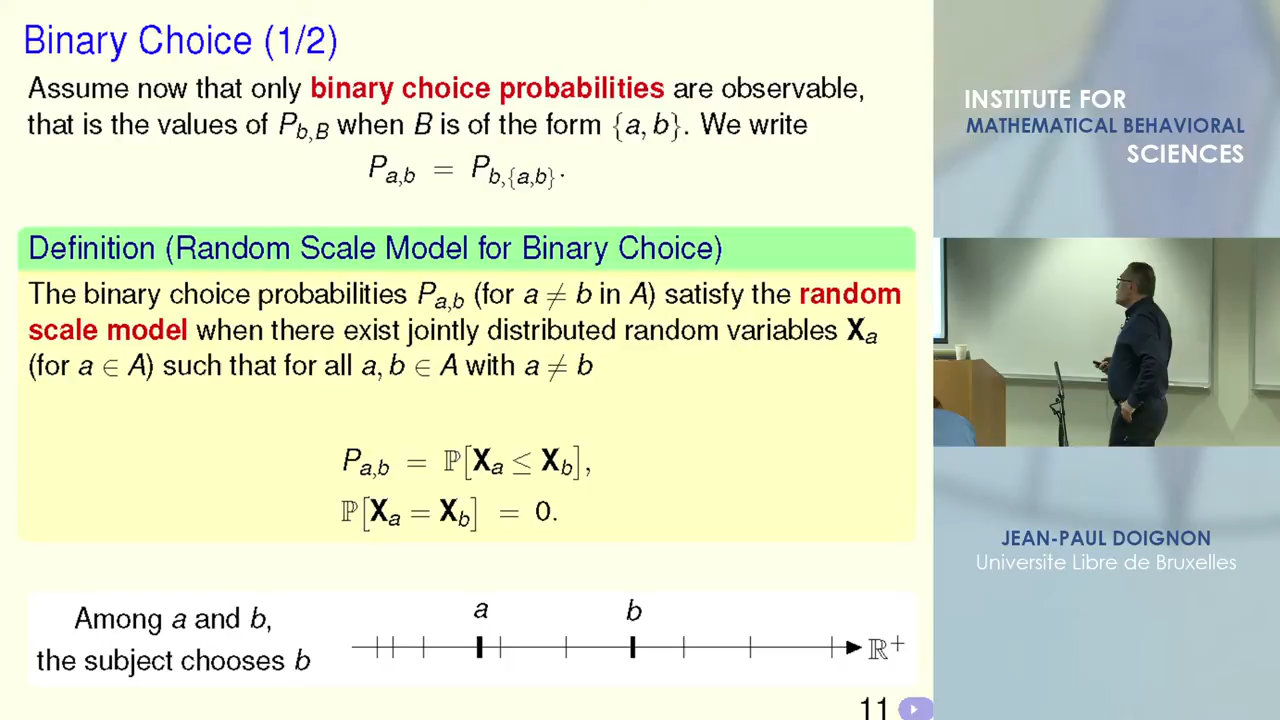 Binary Choice (1/2)
Assume now that only binary choice probabilities are observable,
that is the values of P_{b,B} when B is of the form {a, b}. We write
P_{a,b} = P_{b,{a,b}}.
Definition (Random Scale Model for Binary Choice)
The binary choice probabilities P_{a,b} (for a ≠ b in A) satisfy the random
scale model when there exist jointly distributed random variables X_a
(for a ∈ A) such that for all a, b ∈ A with a ≠ b
P_{a,b} = ℙ[X_a ≤ X_b],
ℙ[X_a = X_b] = 0.
Among a and b,
the subject chooses b
a b
ℝ⁺
11
INSTITUTE FOR
MATHEMATICAL BEHAVIORAL
SCIENCES
JEAN-PAUL DOIGNON
Universite Libre de Bruxelles